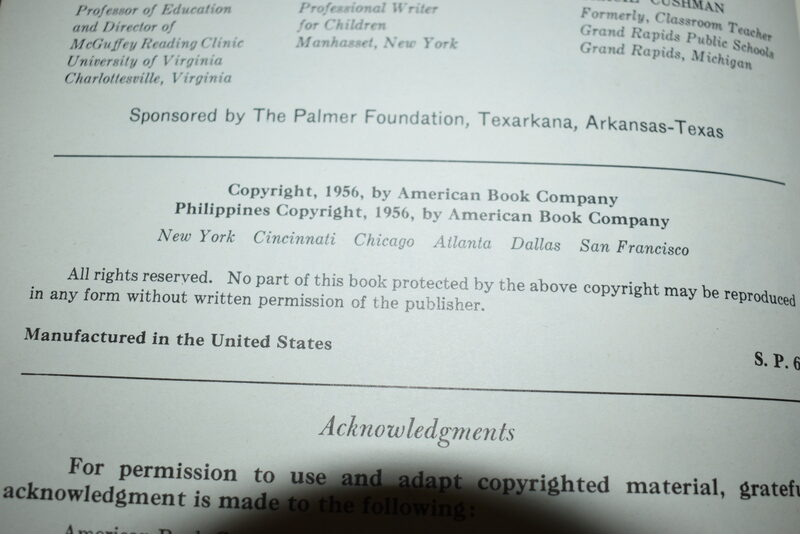 CUSHMAN
Professor of Education
and Director of
McGuffey Reading Clinic
University of Virginia
Charlottesville, Virginia
Professional Writer
for Children
Manhasset, New York
Formerly, Classroom Teacher
Grand Rapids Public Schools
Grand Rapids, Michigan
Sponsored by The Palmer Foundation, Texarkana, Arkansas-Texas
Copyright, 1956, by American Book Company
Philippines Copyright, 1956, by American Book Company
New York Cincinnati Chicago Atlanta Dallas San Francisco
All rights reserved. No part of this book protected by the above copyright may be reproduced
in any form without written permission of the publisher.
Manufactured in the United States
S. P. 6
Acknowledgments
For permission to use and adapt copyrighted material, gratefu
acknowledgment is made to the following:
American Book